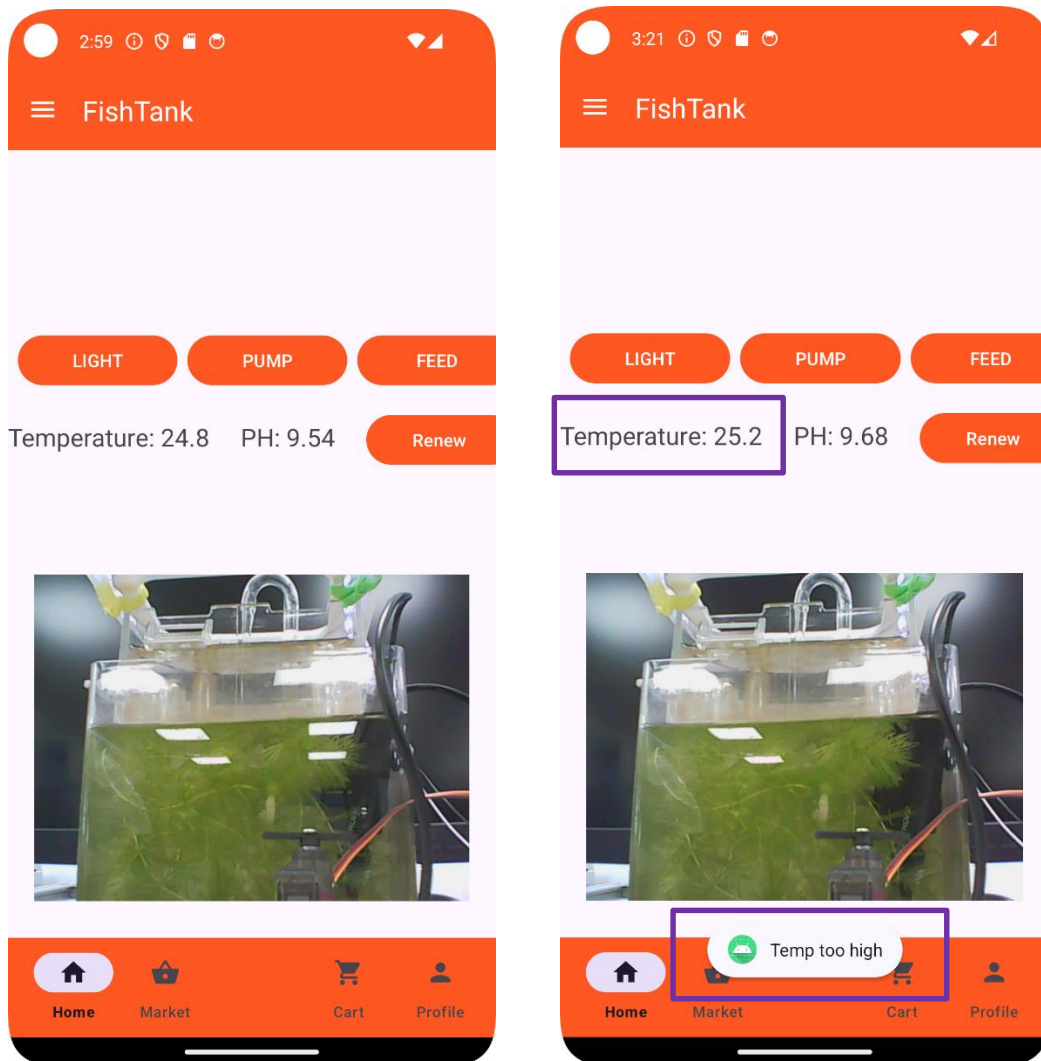 2:59
FishTank
LIGHT PUMP FEED
Temperature: 24.8 PH: 9.54 Renew
Home Market Cart Profile
3:21
FishTank
LIGHT PUMP FEED
Temperature: 25.2 PH: 9.68 Renew
Temp too high
Home Market Cart Profile